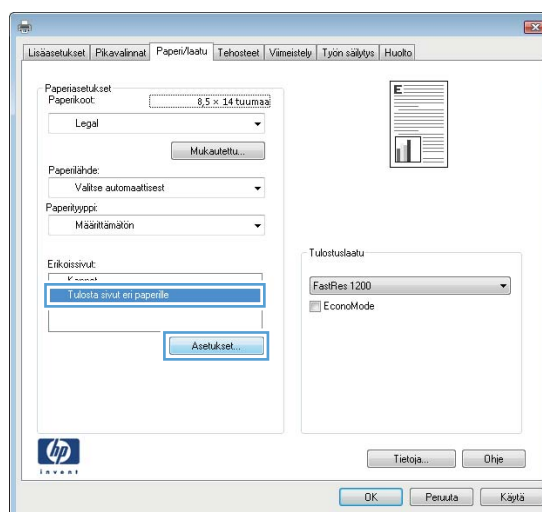 Lisäasetukset Pikavalinnat Paperi/laatu Tehosteet Viimeistely Työn säilytys Huolto
Paperiasetukset
Paperikoot: 8,5 × 14 tuumaa
Legal
Mukautettu...
Paperilähde:
Valitse automaattisest
Paperityyppi:
Määrittämätön
Erikoissivut:
Kannet
Tulosta sivut eri paperille
Asetukset...
E
Tulostuslaatu
FastRes 1200
EconoMode
hp
invent
Tietoja... Ohje
OK Peruuta Käytä